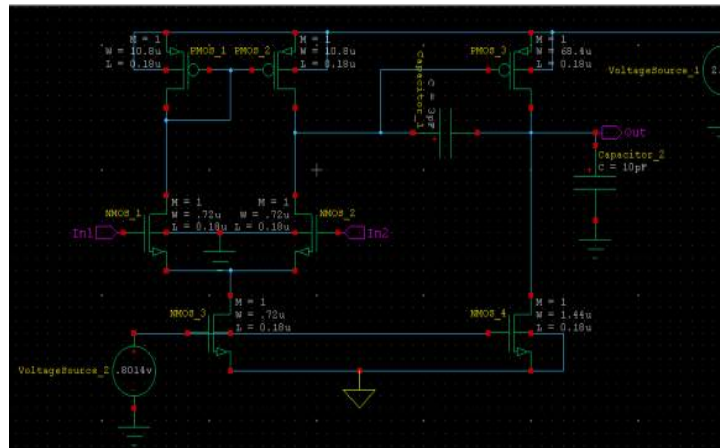 M = 1
W = 10.8u
L = 0.18u
PMOS_1
PMOS_2
M = 1
W = 10.8u
L = 0.18u
PMOS_3
M = 1
W = 68.4u
L = 0.18u
VoltageSource_1
Capacitor_1
C = 3pF
Out
Capacitor_2
C = 10pF
NMOS_1
M = 1
W = .72u
L = 0.18u
M = 1
W = .72u
L = 0.18u
NMOS_2
In1
In2
NMOS_3
M = 1
W = .72u
L = 0.18u
NMOS_4
M = 1
W = 1.44u
L = 0.18u
VoltageSource_2
.8014v